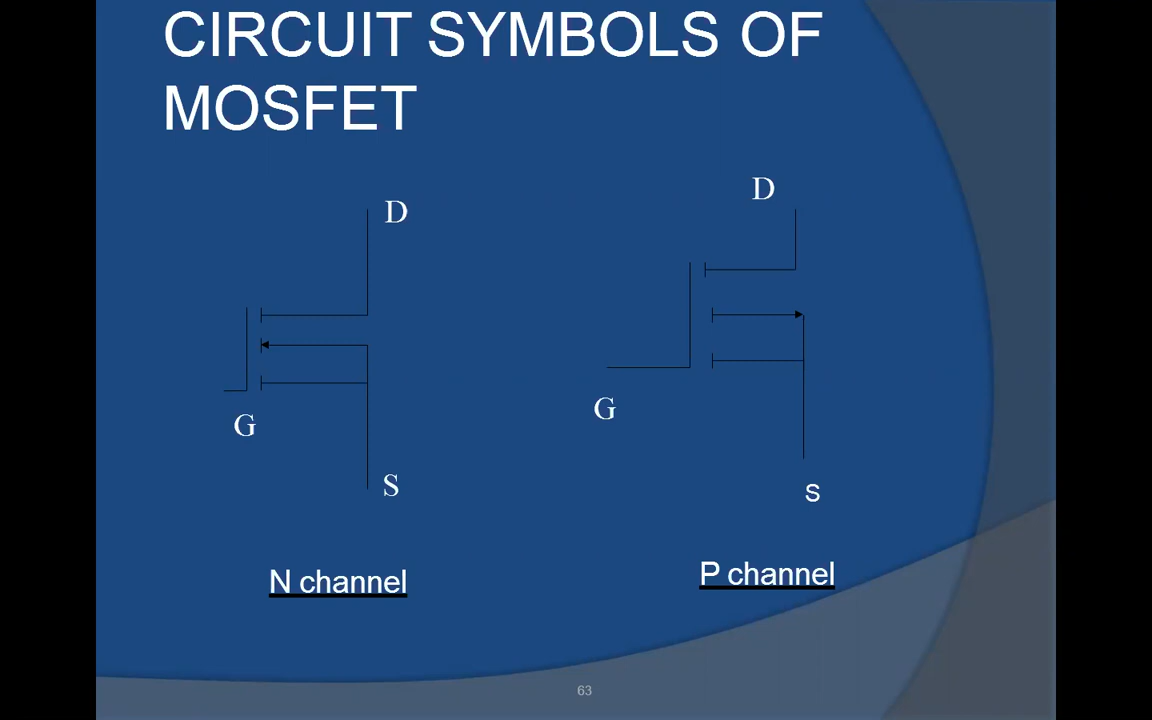 CIRCUIT SYMBOLS OF
MOSFET
D
G
S
N channel
D
G
S
P channel
63